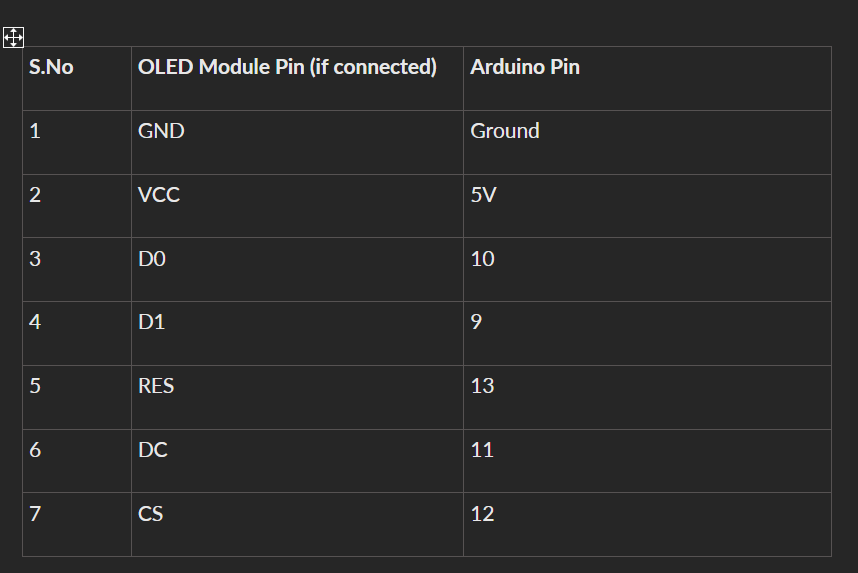 S.No OLED Module Pin (if connected) Arduino Pin
1 GND Ground
2 VCC 5V
3 D0 10
4 D1 9
5 RES 13
6 DC 11
7 CS 12